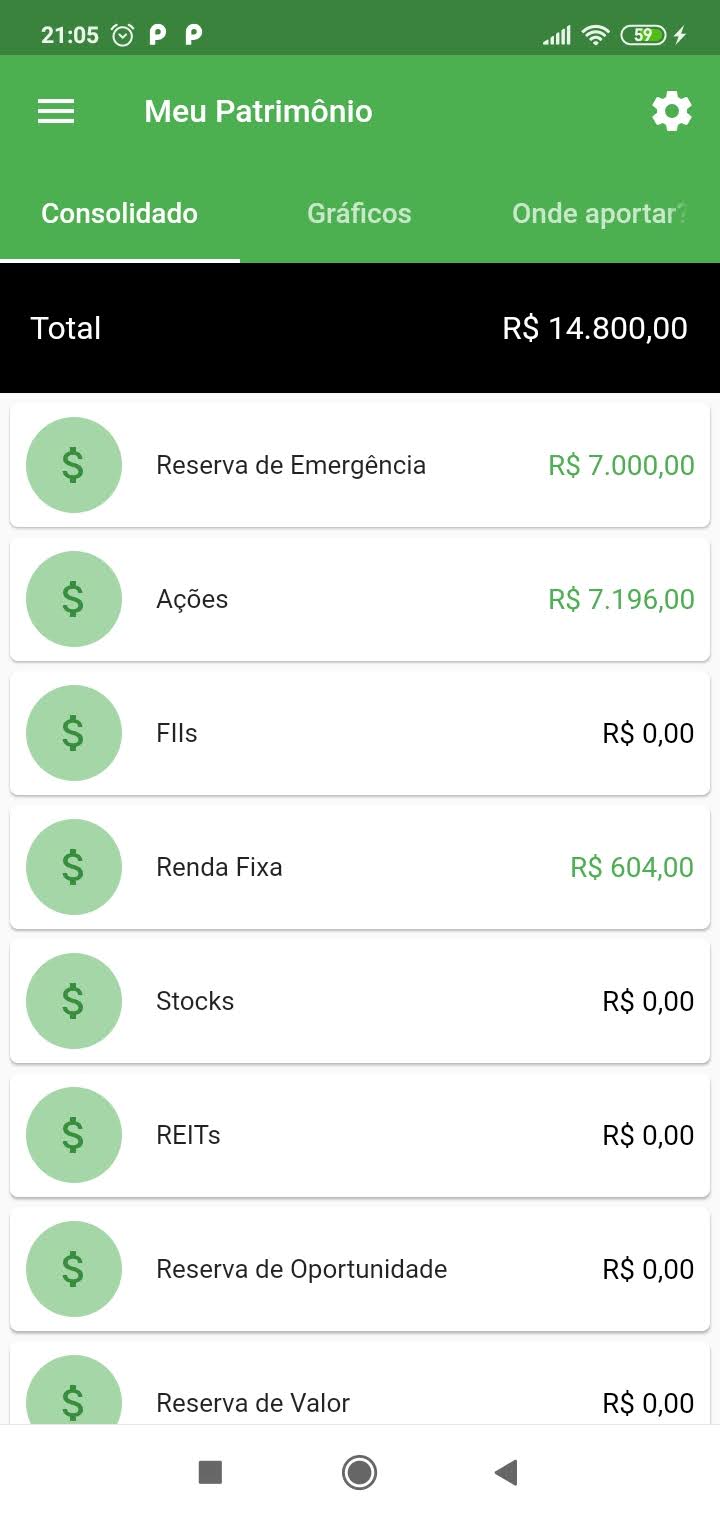 21:05 59
Meu Patrimônio
Consolidado Gráficos Onde aportar?
Total R$ 14.800,00
$ Reserva de Emergência R$ 7.000,00
$ Ações R$ 7.196,00
$ FIIs R$ 0,00
$ Renda Fixa R$ 604,00
$ Stocks R$ 0,00
$ REITs R$ 0,00
$ Reserva de Oportunidade R$ 0,00
$ Reserva de Valor R$ 0,00